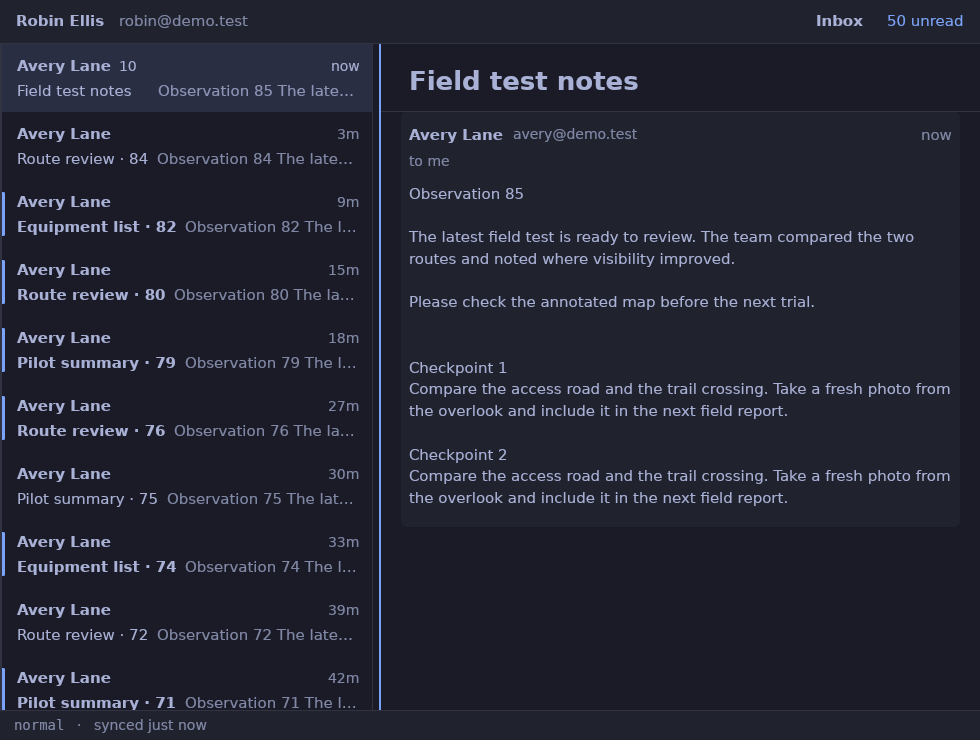 Robin Ellis robin@demo.test Inbox 50 unread
Avery Lane 10 now
Field test notes Observation 85 The late…
Avery Lane 3m
Route review · 84 Observation 84 The late…
Avery Lane 9m
Equipment list · 82 Observation 82 The l…
Avery Lane 15m
Route review · 80 Observation 80 The la…
Avery Lane 18m
Pilot summary · 79 Observation 79 The l…
Avery Lane 27m
Route review · 76 Observation 76 The la…
Avery Lane 30m
Pilot summary · 75 Observation 75 The lat…
Avery Lane 33m
Equipment list · 74 Observation 74 The l…
Avery Lane 39m
Route review · 72 Observation 72 The late…
Avery Lane 42m
Pilot summary · 71 Observation 71 The l…
Field test notes
Avery Lane avery@demo.test now
to me
Observation 85
The latest field test is ready to review. The team compared the two
routes and noted where visibility improved.
Please check the annotated map before the next trial.
Checkpoint 1
Compare the access road and the trail crossing. Take a fresh photo from
the overlook and include it in the next field report.
Checkpoint 2
Compare the access road and the trail crossing. Take a fresh photo from
the overlook and include it in the next field report.
normal · synced just now